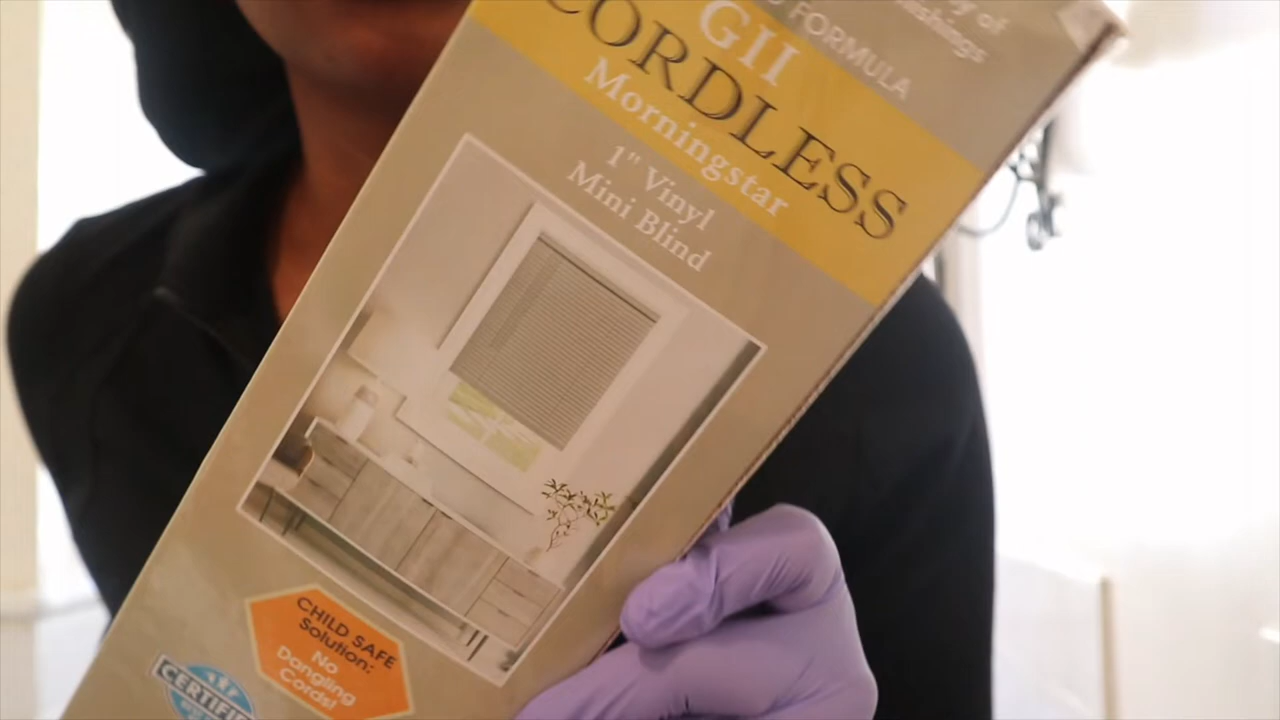 FORMULA
GII
CORDLESS
Morningstar
1" Vinyl
Mini Blind
CHILD SAFE
Solution:
No
Dangling
Cords!